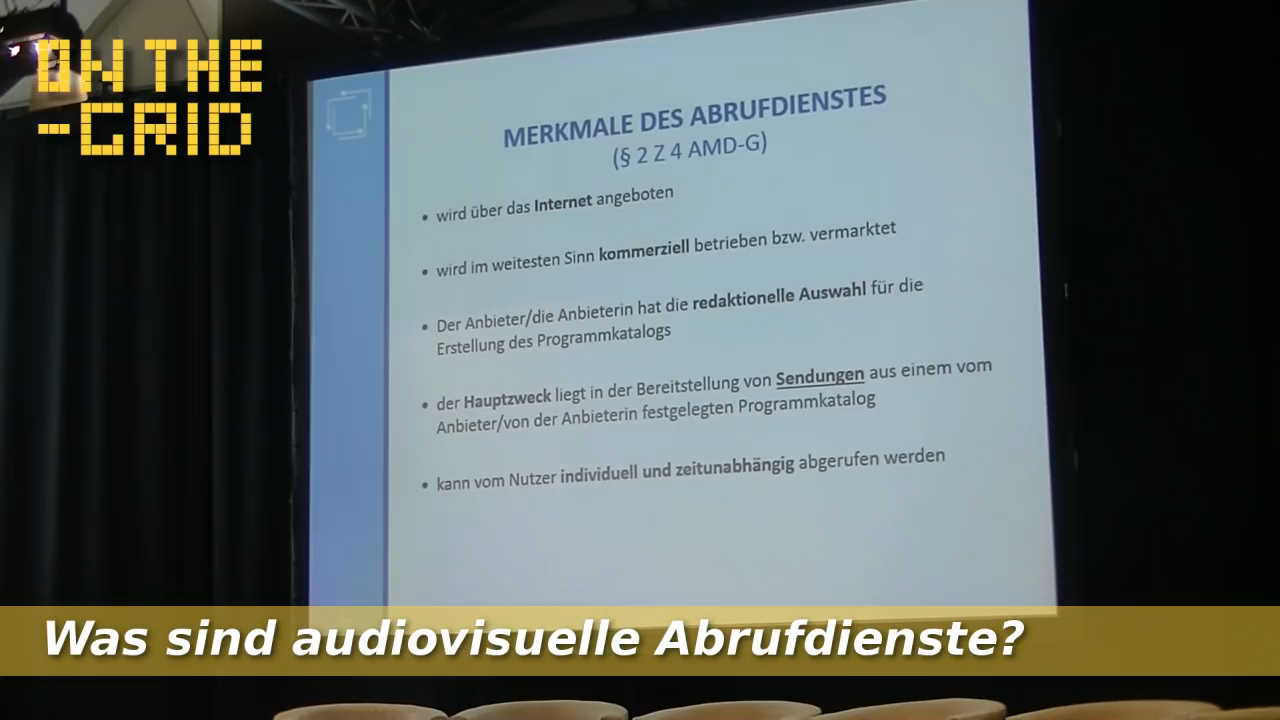 ON THE
-GRID
MERKMALE DES ABRUFDIENSTES
(§ 2 Z 4 AMD-G)
• wird über das Internet angeboten
• wird im weitesten Sinn kommerziell betrieben bzw. vermarktet
• Der Anbieter/die Anbieterin hat die redaktionelle Auswahl für die
Erstellung des Programmkatalogs
• der Hauptzweck liegt in der Bereitstellung von Sendungen aus einem vom
Anbieter/von der Anbieterin festgelegten Programmkatalog
• kann vom Nutzer individuell und zeitunabhängig abgerufen werden
Was sind audiovisuelle Abrufdienste?